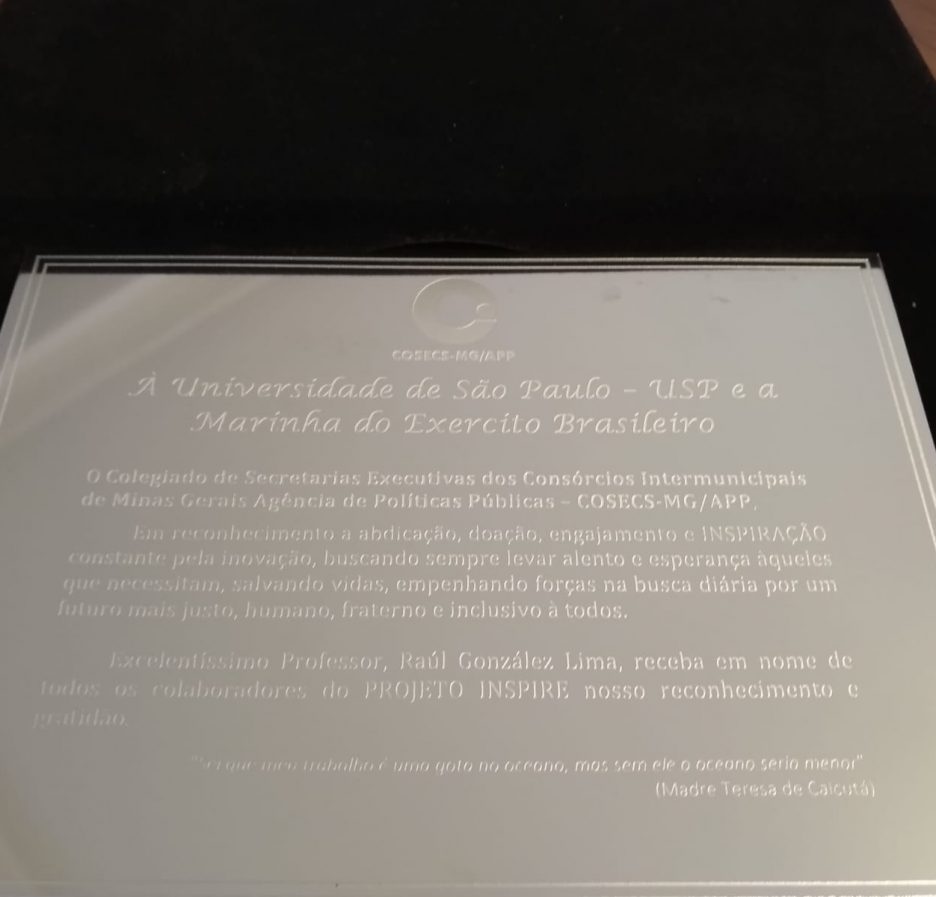 COSECS-MG/APP
À Universidade de São Paulo – USP e a
Marinha do Exercito Brasileiro
O Colegiado de Secretarias Executivas dos Consórcios Intermunicipais
de Minas Gerais Agência de Políticas Públicas – COSECS-MG/APP,
Em reconhecimento a abdicação, doação, engajamento e INSPIRAÇÃO
constante pela inovação, buscando sempre levar alento e esperança àqueles
que necessitam, salvando vidas, empenhando forças na busca diária por um
futuro mais justo, humano, fraterno e inclusivo à todos.
Excelentíssimo Professor, Raúl González Lima, receba em nome de
todos os colaboradores do PROJETO INSPIRE nosso reconhecimento e
gratidão.
que meu trabalho é uma gota no oceano, mas sem ele o oceano seria menor"
(Madre Teresa de Calcutá)